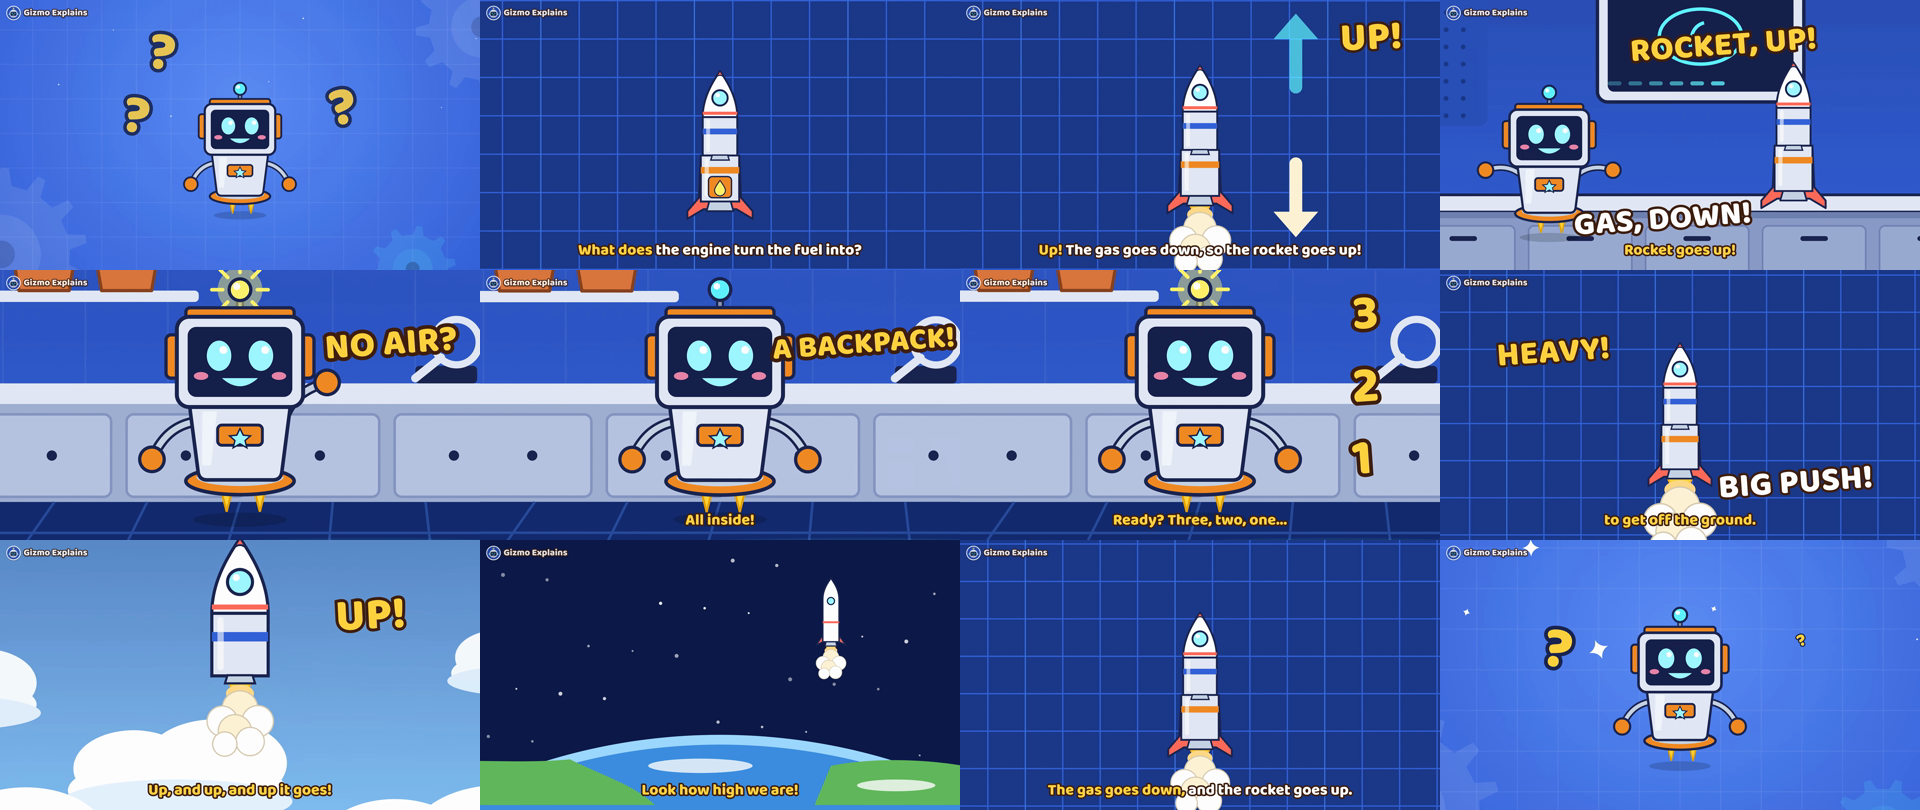 Gizmo Explains
?
?
?
Gizmo Explains
What does the engine turn the fuel into?
Gizmo Explains
UP!
Up! The gas goes down, so the rocket goes up!
Gizmo Explains
ROCKET, UP!
GAS, DOWN!
Rocket goes up!
Gizmo Explains
NO AIR?
Gizmo Explains
A BACKPACK!
All inside!
Gizmo Explains
3
2
1
Ready? Three, two, one...
Gizmo Explains
HEAVY!
BIG PUSH!
to get off the ground.
Gizmo Explains
UP!
Up, and up, and up it goes!
Gizmo Explains
Look how high we are!
Gizmo Explains
The gas goes down, and the rocket goes up.
Gizmo Explains
?
?